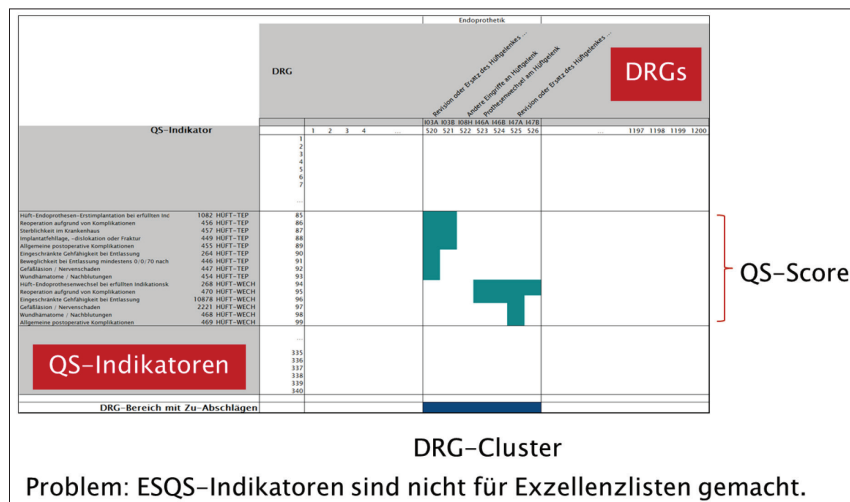 Endoprothetik
Revision oder Ersatz des Hüftgelenkes ...
Andere Eingriffe an Hüftgelenk
Prothesenwechsel am Hüftgelenk
Revision oder Ersatz des Hüftgelenkes ...
DRG
DRGs
I03A I03B I08H I46A I46B I47A I47B
QS-Indikator 1 2 3 4 ... 520 521 522 523 524 525 526 ... 1197 1198 1199 1200
1
2
3
4
5
6
7
...
Hüft-Endoprothesen-Erstimplantation bei erfüllten Ind 1082 HÜFT-TEP 85
Reoperation aufgrund von Komplikationen 456 HÜFT-TEP 86
Sterblichkeit im Krankenhaus 457 HÜFT-TEP 87
Implantatfehllage, -dislokation oder Fraktur 449 HÜFT-TEP 88
Allgemeine postoperative Komplikationen 455 HÜFT-TEP 89
Eingeschränkte Gehfähigkeit bei Entlassung 264 HÜFT-TEP 90
Beweglichkeit bei Entlassung mindestens 0/0/70 nach 446 HÜFT-TEP 91
Gefäßläsion / Nervenschaden 447 HÜFT-TEP 92
Wundhämatome / Nachblutungen 454 HÜFT-TEP 93
Hüft-Endoprothesenwechsel bei erfüllten Indikationsk 268 HÜFT-WECH 94
Reoperation aufgrund von Komplikationen 470 HÜFT-WECH 95
Eingeschränkte Gehfähigkeit bei Entlassung 10878 HÜFT-WECH 96
Gefäßläsion / Nervenschaden 2221 HÜFT-WECH 97
Wundhämatome / Nachblutungen 468 HÜFT-WECH 98
Allgemeine postoperative Komplikationen 469 HÜFT-WECH 99
QS-Score
...
335
336
337
338
339
340
QS-Indikatoren
DRG-Bereich mit Zu-Abschlägen
DRG-Cluster
Problem: ESQS-Indikatoren sind nicht für Exzellenzlisten gemacht.